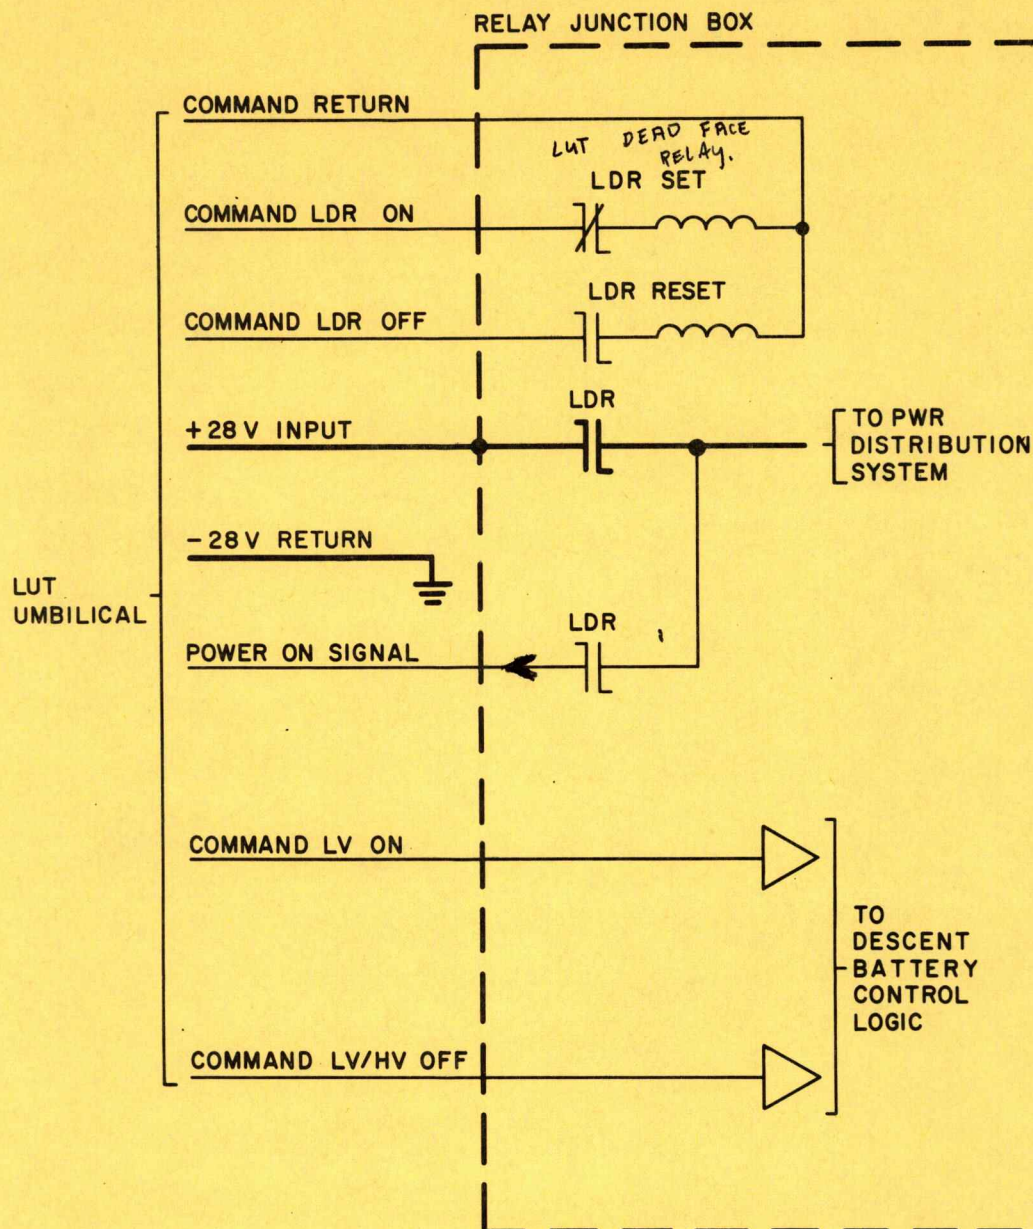 RELAY JUNCTION BOX
COMMAND RETURN
LUT DEAD FACE
RELAY.
LDR SET
COMMAND LDR ON
LDR RESET
COMMAND LDR OFF
LDR
+28V INPUT
TO PWR
DISTRIBUTION
SYSTEM
-28V RETURN
LUT
UMBILICAL
LDR
POWER ON SIGNAL
COMMAND LV ON
TO
DESCENT
BATTERY
CONTROL
LOGIC
COMMAND LV/HV OFF